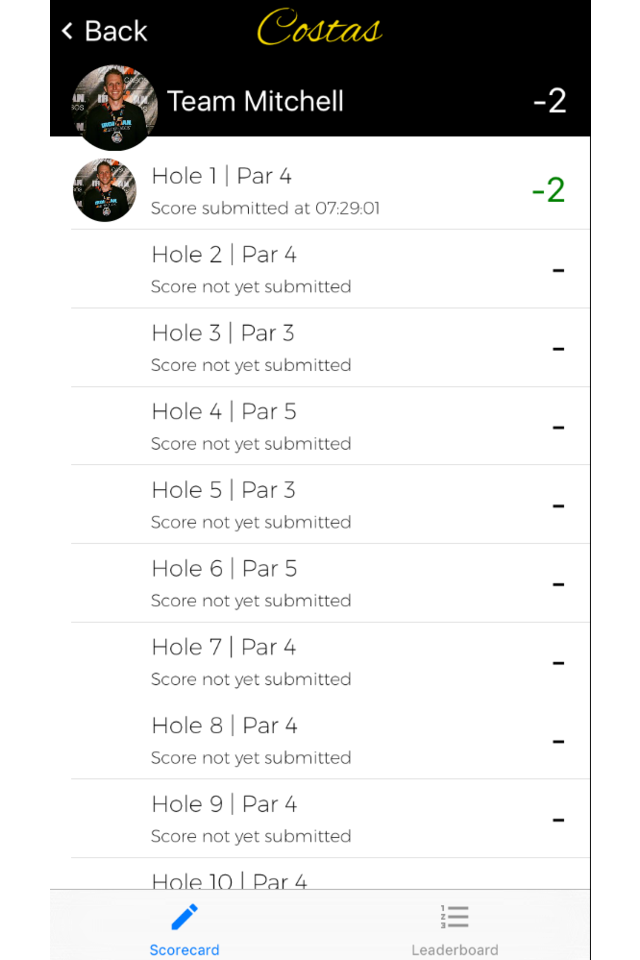 Back
Costas
Team Mitchell
-2
Hole 1 | Par 4
Score submitted at 07:29:01
-2
Hole 2 | Par 4
Score not yet submitted
-
Hole 3 | Par 3
Score not yet submitted
-
Hole 4 | Par 5
Score not yet submitted
-
Hole 5 | Par 3
Score not yet submitted
-
Hole 6 | Par 5
Score not yet submitted
-
Hole 7 | Par 4
Score not yet submitted
-
Hole 8 | Par 4
Score not yet submitted
-
Hole 9 | Par 4
Score not yet submitted
-
Hole 10 | Par 4
Scorecard
Leaderboard